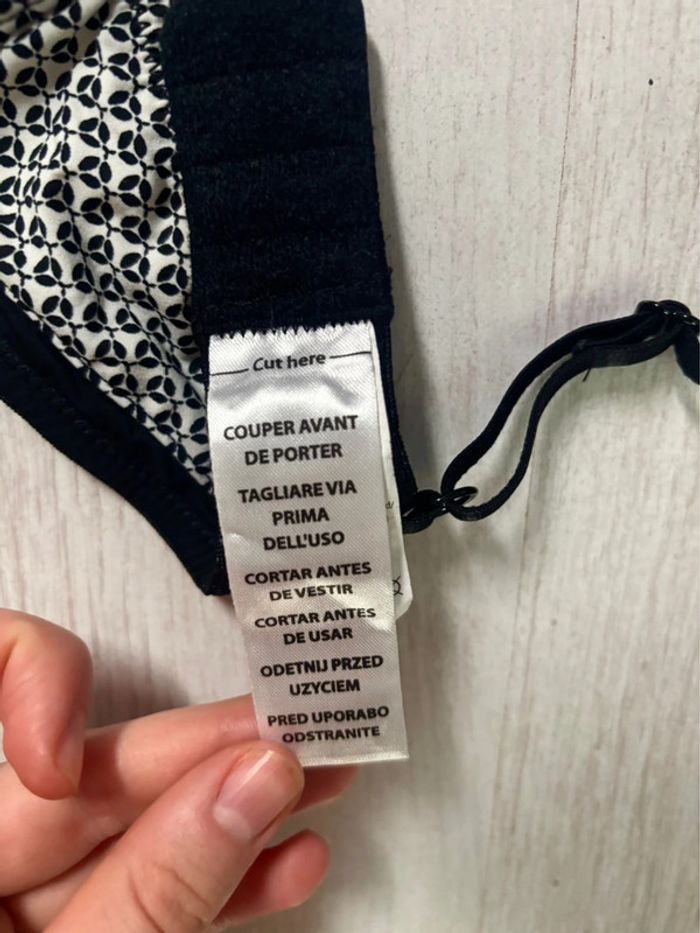 Cut here
COUPER AVANT
DE PORTER
TAGLIARE VIA
PRIMA
DELL'USO
CORTAR ANTES
DE VESTIR
CORTAR ANTES
DE USAR
ODETNIJ PRZED
UZYCIEM
PRED UPORABO
ODSTRANITE